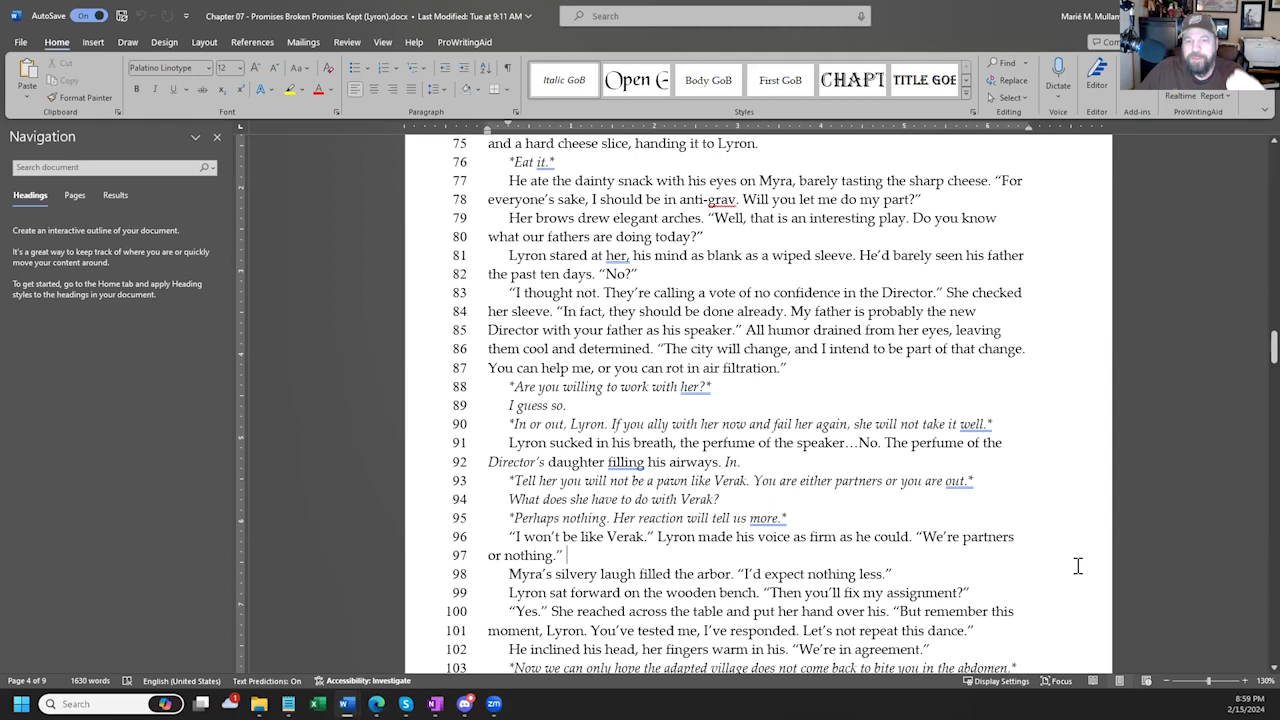 AutoSave On
Chapter 07 - Promises Broken Promises Kept (Lyron).docx • Last Modified: Tue at 9:11 AM
Search
Marié M.
File Home Insert Draw Design Layout References Mailings Review View Help ProWritingAid
Paste
Cut
Copy
Format Painter
Clipboard
Palatino Linotype 12
Font
Paragraph
Italic GoB
Open G
Body GoB
First GoB
CHAPT
TITLE GOB
Styles
Find
Replace
Select
Editing
Dictate
Voice
Editor
Editor
Add-ins
Realtime Report
ProWritingAid
Navigation
Search document
Headings Pages Results
Create an interactive outline of your document.
It's a great way to keep track of where you are or quickly
move your content around.
To get started, go to the Home tab and apply Heading
styles to the headings in your document.
75 and a hard cheese slice, handing it to Lyron.
76 *Eat it.*
77 He ate the dainty snack with his eyes on Myra, barely tasting the sharp cheese. “For
78 everyone’s sake, I should be in anti-grav. Will you let me do my part?”
79 Her brows drew elegant arches. “Well, that is an interesting play. Do you know
80 what our fathers are doing today?”
81 Lyron stared at her, his mind as blank as a wiped sleeve. He’d barely seen his father
82 the past ten days. “No?”
83 “I thought not. They’re calling a vote of no confidence in the Director.” She checked
84 her sleeve. “In fact, they should be done already. My father is probably the new
85 Director with your father as his speaker.” All humor drained from her eyes, leaving
86 them cool and determined. “The city will change, and I intend to be part of that change.
87 You can help me, or you can rot in air filtration.”
88 *Are you willing to work with her?*
89 I guess so.
90 *In or out, Lyron. If you ally with her now and fail her again, she will not take it well.*
91 Lyron sucked in his breath, the perfume of the speaker…No. The perfume of the
92 Director’s daughter filling his airways. In.
93 *Tell her you will not be a pawn like Verak. You are either partners or you are out.*
94 What does she have to do with Verak?
95 *Perhaps nothing. Her reaction will tell us more.*
96 “I won’t be like Verak.” Lyron made his voice as firm as he could. “We’re partners
97 or nothing.”
98 Myra’s silvery laugh filled the arbor. “I’d expect nothing less.”
99 Lyron sat forward on the wooden bench. “Then you’ll fix my assignment?”
100 “Yes.” She reached across the table and put her hand over his. “But remember this
101 moment, Lyron. You’ve tested me, I’ve responded. Let’s not repeat this dance.”
102 He inclined his head, her fingers warm in his. “We’re in agreement.”
103 *Now we can only hope the adapted village does not come back to bite you in the abdomen.*
Page 4 of 9 1630 words English (United States) Text Predictions: On Accessibility: Investigate Display Settings Focus 130%
Search
8:59 PM
2/15/2024